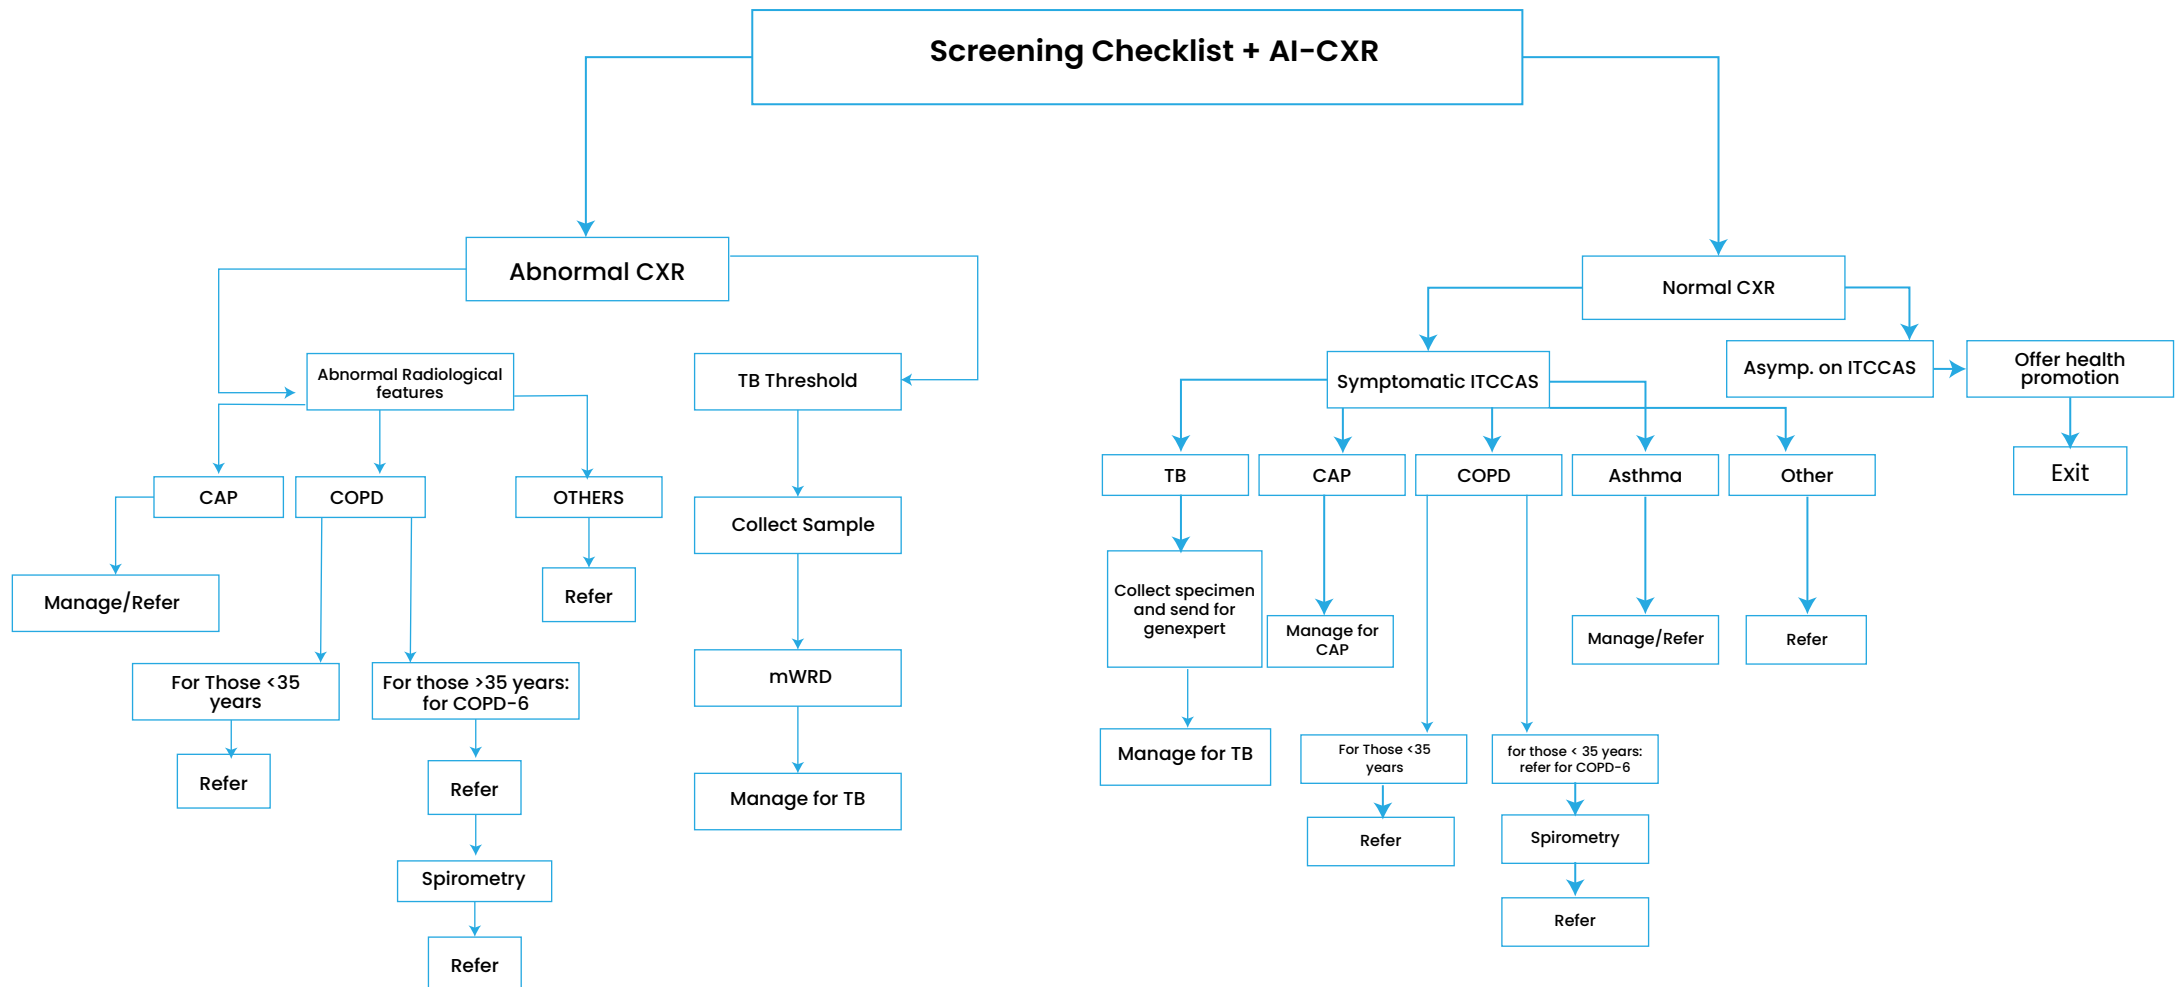 Screening Checklist + AI-CXR
Abnormal CXR
Normal CXR
Abnormal Radiological
features
TB Threshold
Symptomatic ITCCAS
Asymp. on ITCCAS
Offer health
promotion
CAP
COPD
OTHERS
Collect Sample
TB
CAP
COPD
Asthma
Other
Exit
Manage/Refer
Refer
Collect specimen
and send for
genexpert
Manage for
CAP
Manage/Refer
Refer
For Those <35
years
For those >35 years:
for COPD-6
mWRD
Manage for TB
For Those <35
years
for those < 35 years:
refer for COPD-6
Refer
Refer
Manage for TB
Refer
Spirometry
Spirometry
Refer
Refer